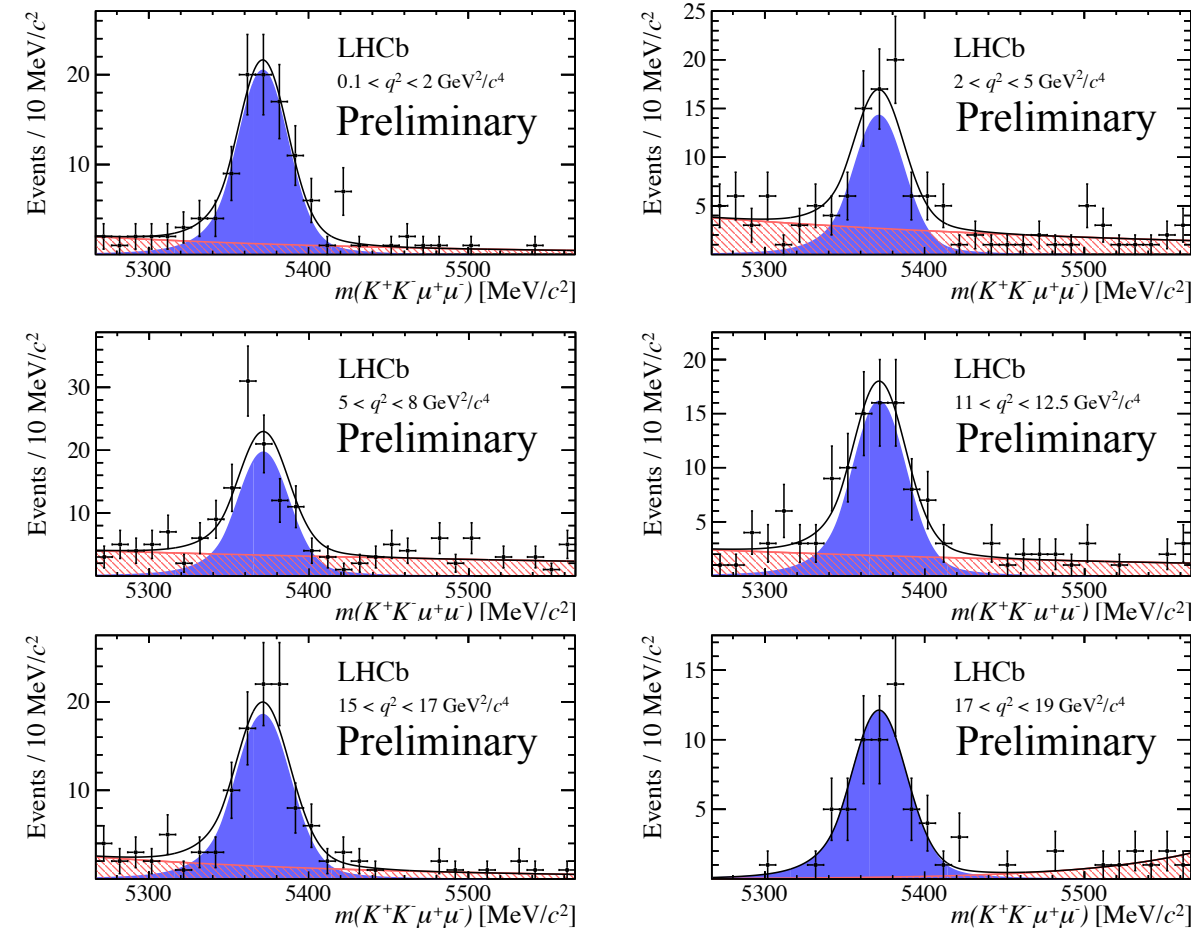 Events / 10 MeV/c²
20
10
LHCb
0.1 < q² < 2 GeV²/c⁴
Preliminary
5300
5400
5500
m(K⁺K⁻μ⁺μ⁻) [MeV/c²]
Events / 10 MeV/c²
25
20
15
10
5
LHCb
2 < q² < 5 GeV²/c⁴
Preliminary
5300
5400
5500
m(K⁺K⁻μ⁺μ⁻) [MeV/c²]
Events / 10 MeV/c²
30
20
10
LHCb
5 < q² < 8 GeV²/c⁴
Preliminary
5300
5400
5500
m(K⁺K⁻μ⁺μ⁻) [MeV/c²]
Events / 10 MeV/c²
20
15
10
5
LHCb
11 < q² < 12.5 GeV²/c⁴
Preliminary
5300
5400
5500
m(K⁺K⁻μ⁺μ⁻) [MeV/c²]
Events / 10 MeV/c²
20
10
LHCb
15 < q² < 17 GeV²/c⁴
Preliminary
5300
5400
5500
m(K⁺K⁻μ⁺μ⁻) [MeV/c²]
Events / 10 MeV/c²
15
10
5
LHCb
17 < q² < 19 GeV²/c⁴
Preliminary
5300
5400
5500
m(K⁺K⁻μ⁺μ⁻) [MeV/c²]